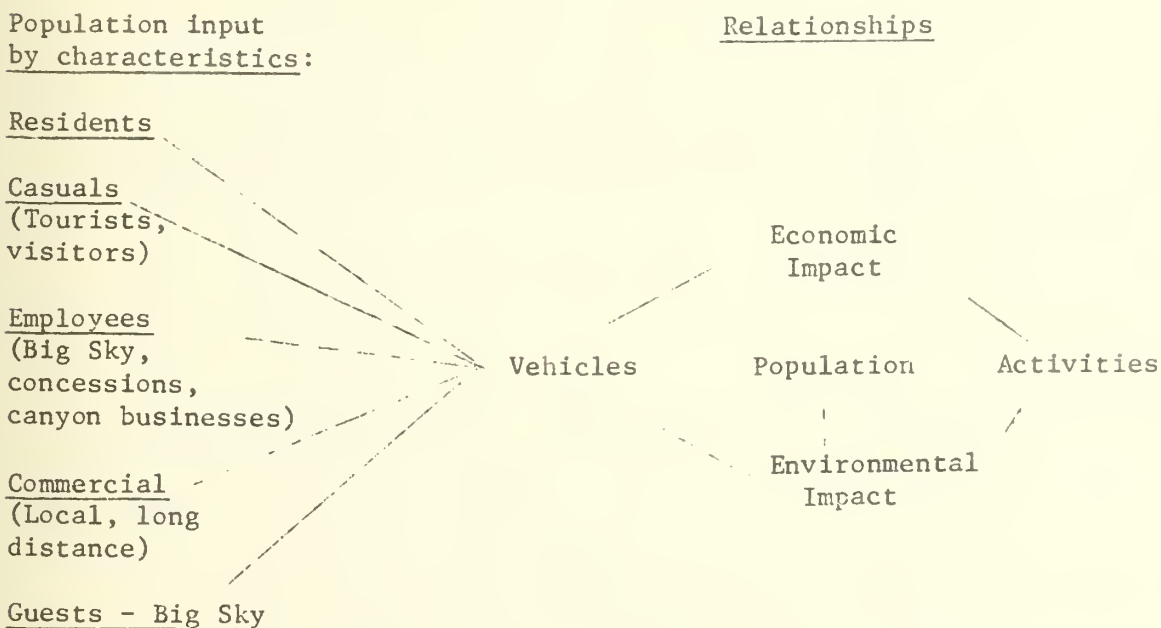 Population input
by characteristics:
Relationships
Residents
Casuals
(Tourists,
visitors)
Employees
(Big Sky,
concessions,
canyon businesses)
Commercial
(Local, long
distance)
Guests - Big Sky
Economic
Impact
Vehicles
Population
Activities
Environmental
Impact